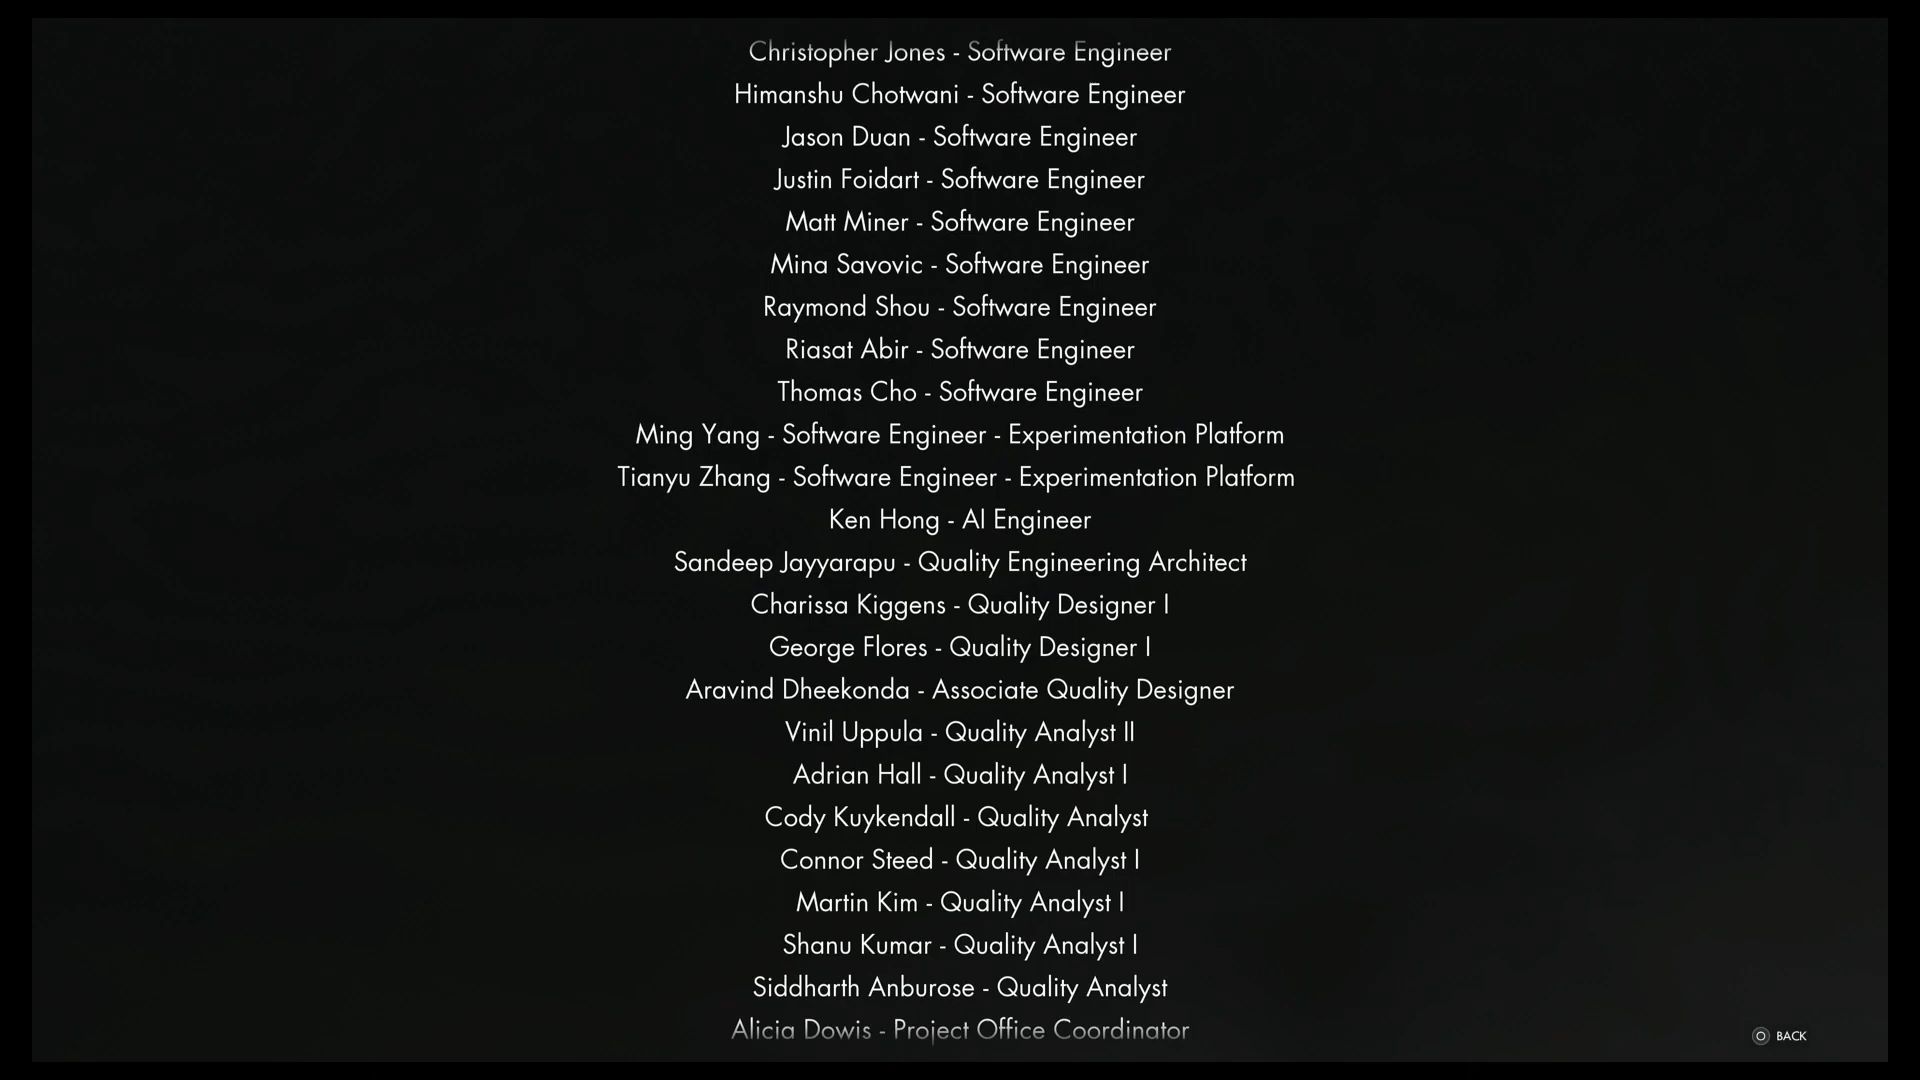 Christopher Jones - Software Engineer
Himanshu Chotwani - Software Engineer
Jason Duan - Software Engineer
Justin Foidart - Software Engineer
Matt Miner - Software Engineer
Mina Savovic - Software Engineer
Raymond Shou - Software Engineer
Riasat Abir - Software Engineer
Thomas Cho - Software Engineer
Ming Yang - Software Engineer - Experimentation Platform
Tianyu Zhang - Software Engineer - Experimentation Platform
Ken Hong - AI Engineer
Sandeep Jayyarapu - Quality Engineering Architect
Charissa Kiggens - Quality Designer I
George Flores - Quality Designer I
Aravind Dheekonda - Associate Quality Designer
Vinil Uppula - Quality Analyst II
Adrian Hall - Quality Analyst I
Cody Kuykendall - Quality Analyst
Connor Steed - Quality Analyst I
Martin Kim - Quality Analyst I
Shanu Kumar - Quality Analyst I
Siddharth Anburose - Quality Analyst
Alicia Dowis - Project Office Coordinator
BACK